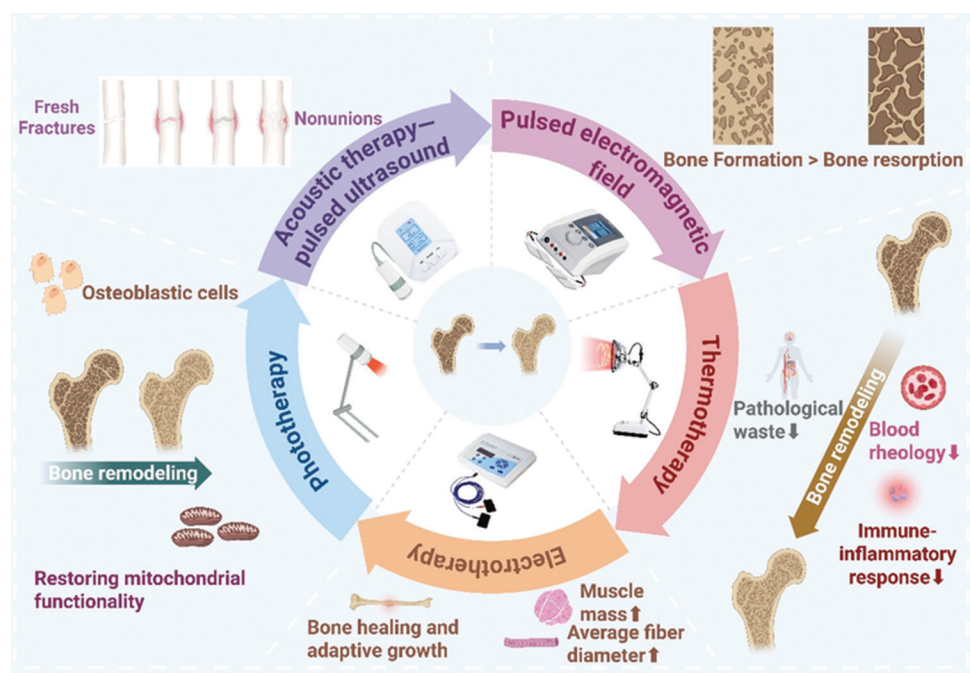 Fresh
Fractures
Nonunions
Acoustic therapy—
pulsed ultrasound
Pulsed electromagnetic
field
Bone Formation > Bone resorption
Osteoblastic cells
Bone remodeling
Restoring mitochondrial
functionality
Phototherapy
Thermotherapy
Pathological
waste⬇
Bone remodeling
Blood
rheology⬇
Immune-
inflammatory
response⬇
Electrotherapy
Bone healing and
adaptive growth
Muscle
mass⬆
Average fiber
diameter⬆